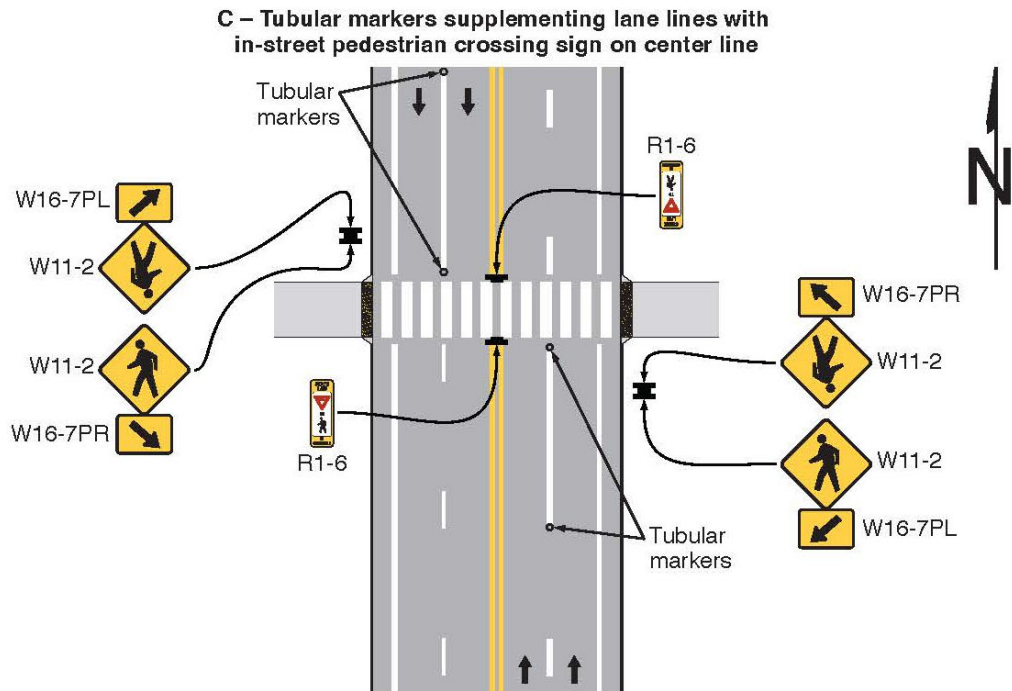 C – Tubular markers supplementing lane lines with
in-street pedestrian crossing sign on center line
Tubular
markers
R1-6
N
W16-7PL
W11-2
W11-2
W16-7PR
R1-6
W16-7PR
W11-2
W11-2
W16-7PL
Tubular
markers